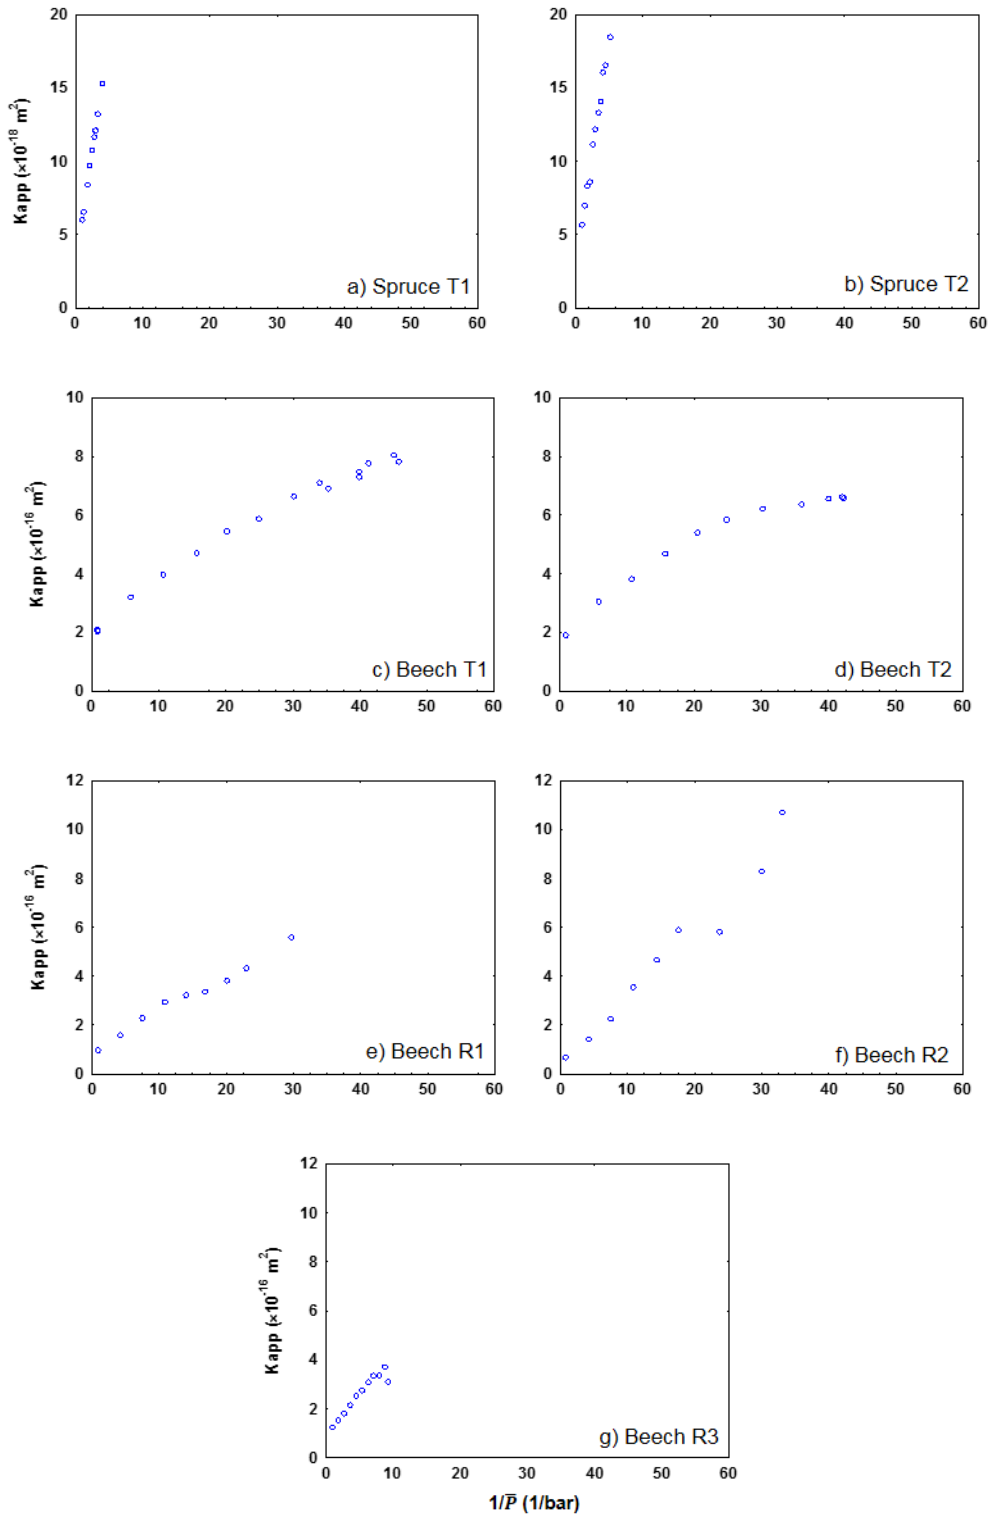 20
15
10
5
0
Kapp (×10⁻¹⁸ m²)
a) Spruce T1
0 10 20 30 40 50 60
20
15
10
5
0
b) Spruce T2
0 10 20 30 40 50 60
10
8
6
4
2
0
Kapp (×10⁻¹⁶ m²)
c) Beech T1
0 10 20 30 40 50 60
10
8
6
4
2
0
d) Beech T2
0 10 20 30 40 50 60
12
10
8
6
4
2
0
Kapp (×10⁻¹⁶ m²)
e) Beech R1
0 10 20 30 40 50 60
12
10
8
6
4
2
0
f) Beech R2
0 10 20 30 40 50 60
12
10
8
6
4
2
0
Kapp (×10⁻¹⁶ m²)
g) Beech R3
0 10 20 30 40 50 60
1/P̅ (1/bar)